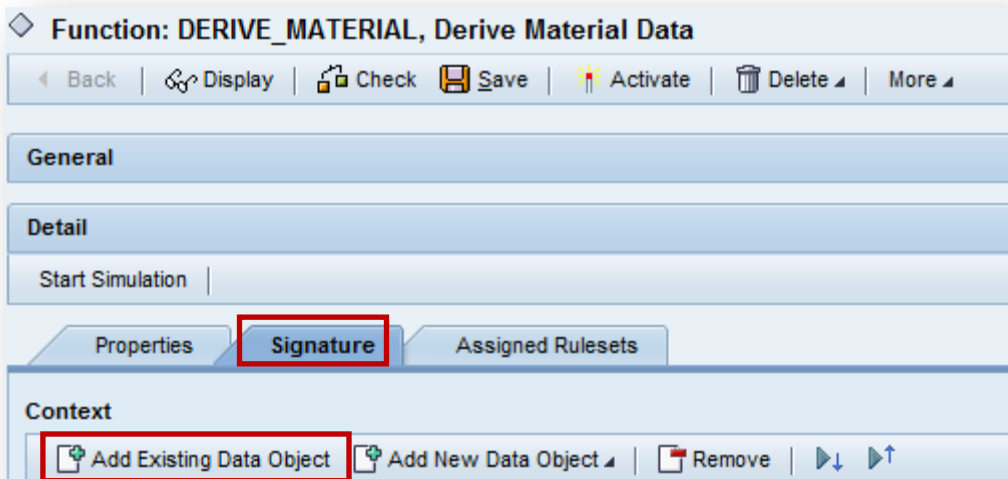 Function: DERIVE_MATERIAL, Derive Material Data
Back Display Check Save Activate Delete More
General
Detail
Start Simulation
Properties Signature Assigned Rulesets
Context
Add Existing Data Object Add New Data Object Remove